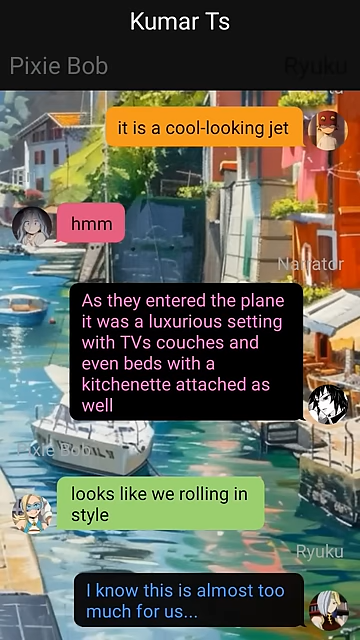 Kumar Ts
Pixie Bob
Ryuku
it is a cool-looking jet
hmm
Narrator
As they entered the plane
it was a luxurious setting
with TVs couches and
even beds with a
kitchenette attached as
well
Pixie Bob
looks like we rolling in
style
Ryuku
I know this is almost too
much for us...